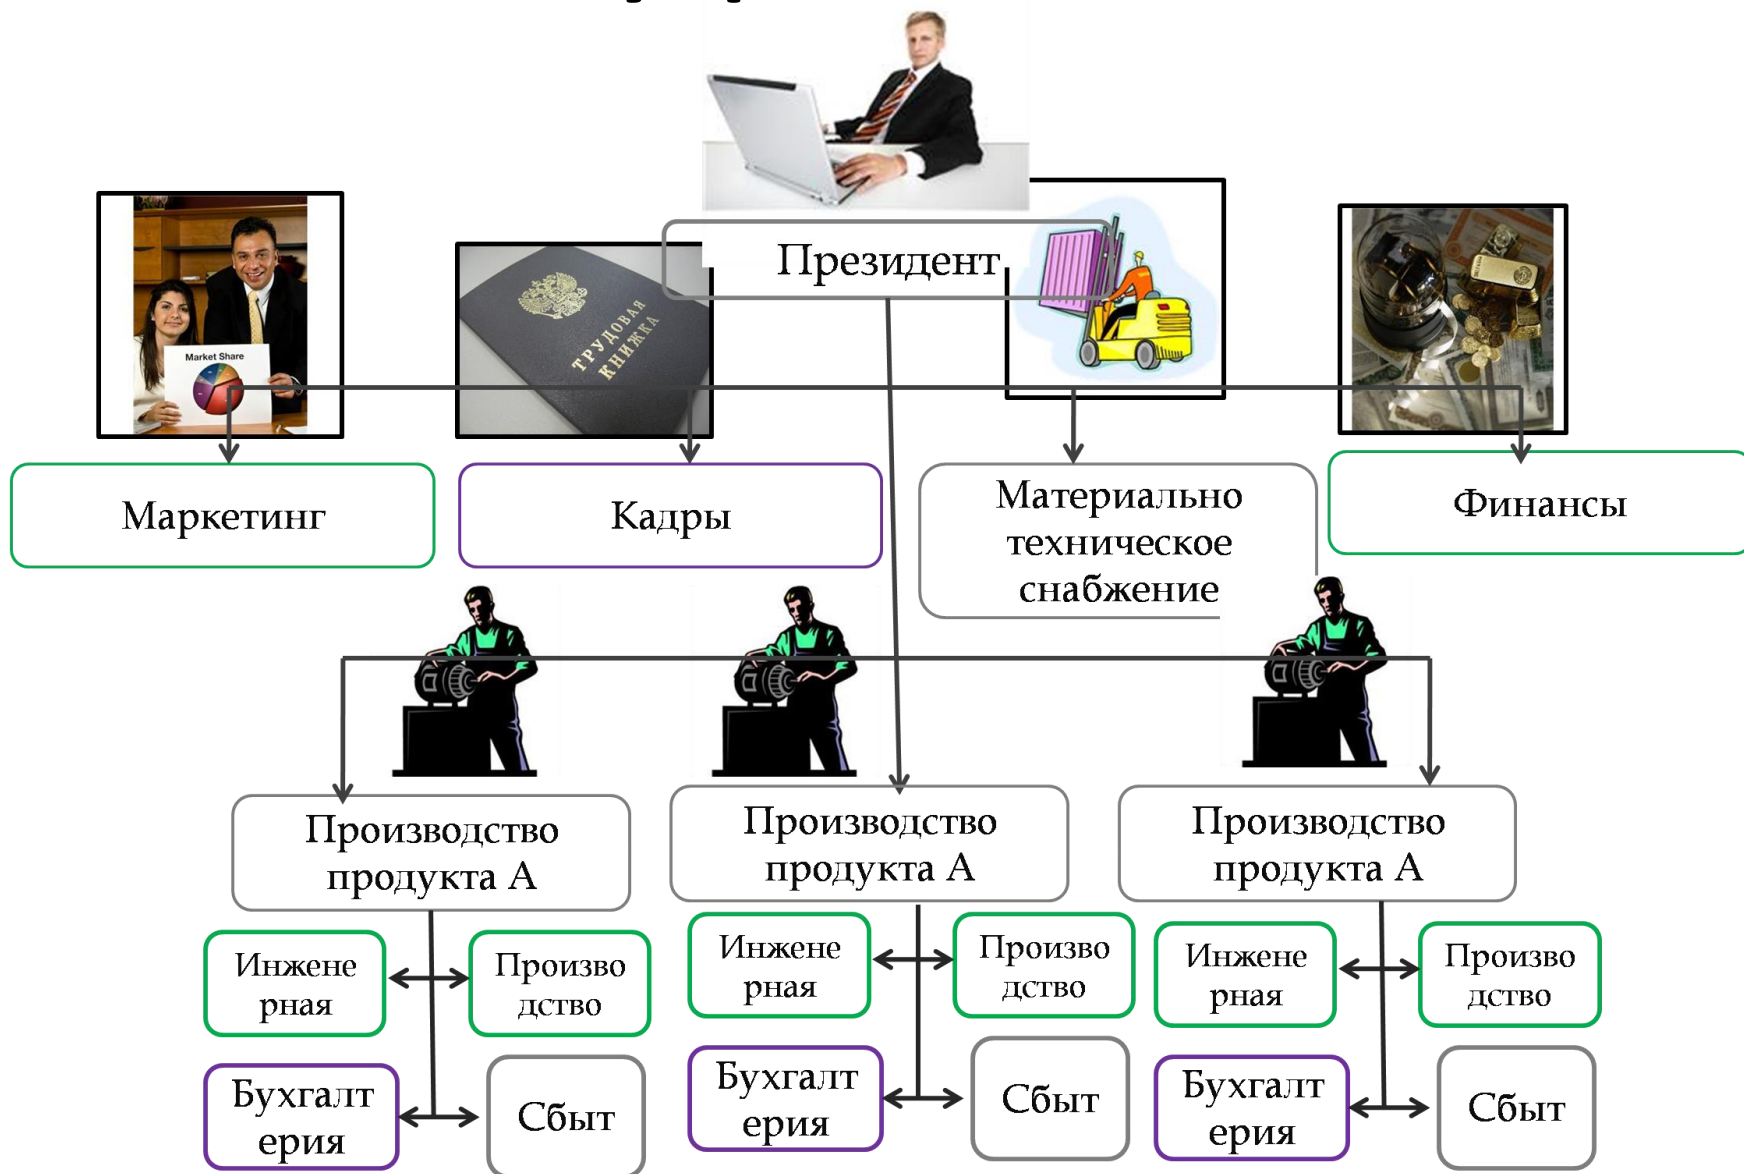 Президент
Market Share
ТРУДОВАЯ
КНИЖКА
Маркетинг
Кадры
Материально
техническое
снабжение
Финансы
Производство
продукта А
Производство
продукта А
Производство
продукта А
Инжене
рная
Произво
дство
Инжене
рная
Произво
дство
Инжене
рная
Произво
дство
Бухгалт
ерия
Сбыт
Бухгалт
ерия
Сбыт
Бухгалт
ерия
Сбыт